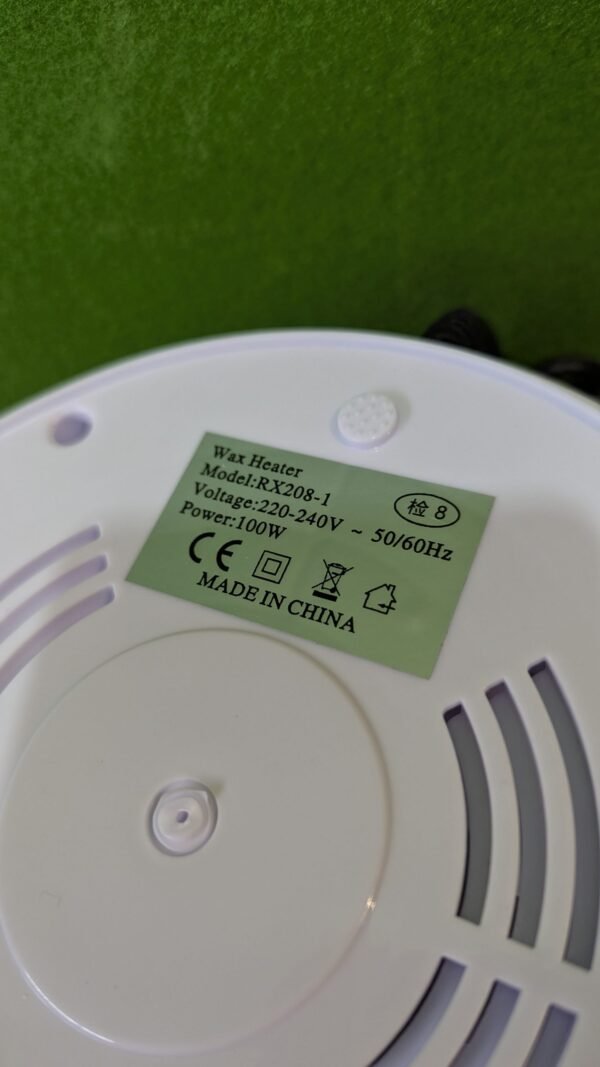 Wax Heater
Model:RX208-1
检 8
Voltage:220-240V ~ 50/60Hz
Power:100W
CE
MADE IN CHINA